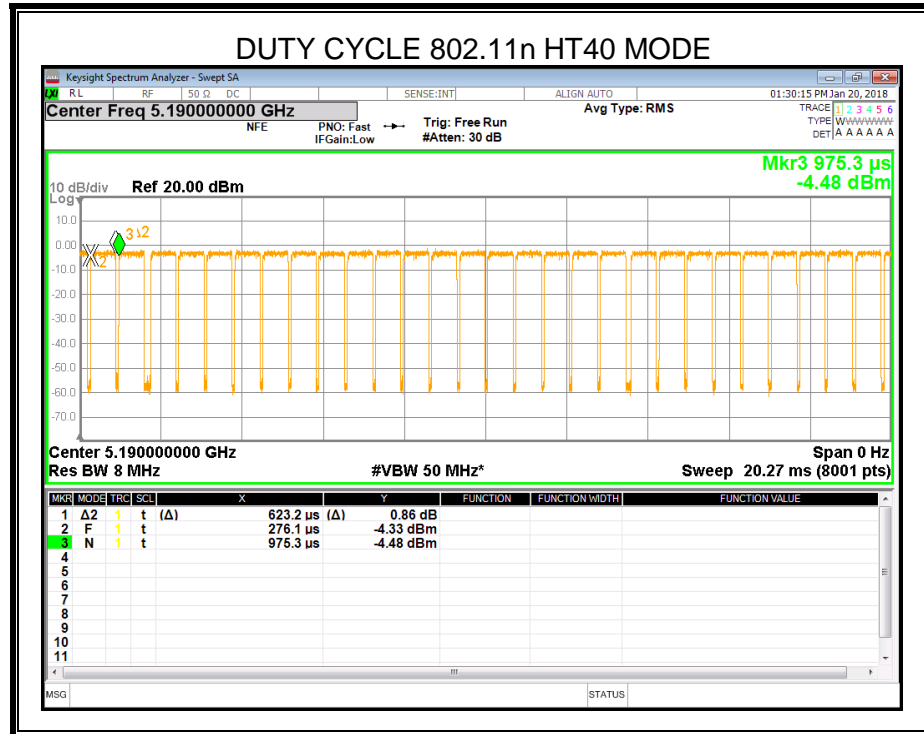 DUTY CYCLE 802.11n HT40 MODE
Keysight Spectrum Analyzer - Swept SA
LXI RL RF 50 Ω DC SENSE:INT ALIGN AUTO 01:30:15 PM Jan 20, 2018
Center Freq 5.190000000 GHz Avg Type: RMS TRACE 1 2 3 4 5 6
NFE PNO: Fast Trig: Free Run TYPE WWWWWW
IFGain:Low #Atten: 30 dB DET A A A A A A
Mkr3 975.3 µs
10 dB/div Ref 20.00 dBm -4.48 dBm
Log
10.0
3 2
0.00
2
-10.0
-20.0
-30.0
-40.0
-50.0
-60.0
-70.0
Center 5.190000000 GHz Span 0 Hz
Res BW 8 MHz #VBW 50 MHz* Sweep 20.27 ms (8001 pts)
MKR MODE TRC SCL X Y FUNCTION FUNCTION WIDTH FUNCTION VALUE
1 Δ2 1 t (Δ) 623.2 µs (Δ) 0.86 dB
2 F 1 t 276.1 µs -4.33 dBm
3 N 1 t 975.3 µs -4.48 dBm
4
5
6
7
8
9
10
11
MSG STATUS